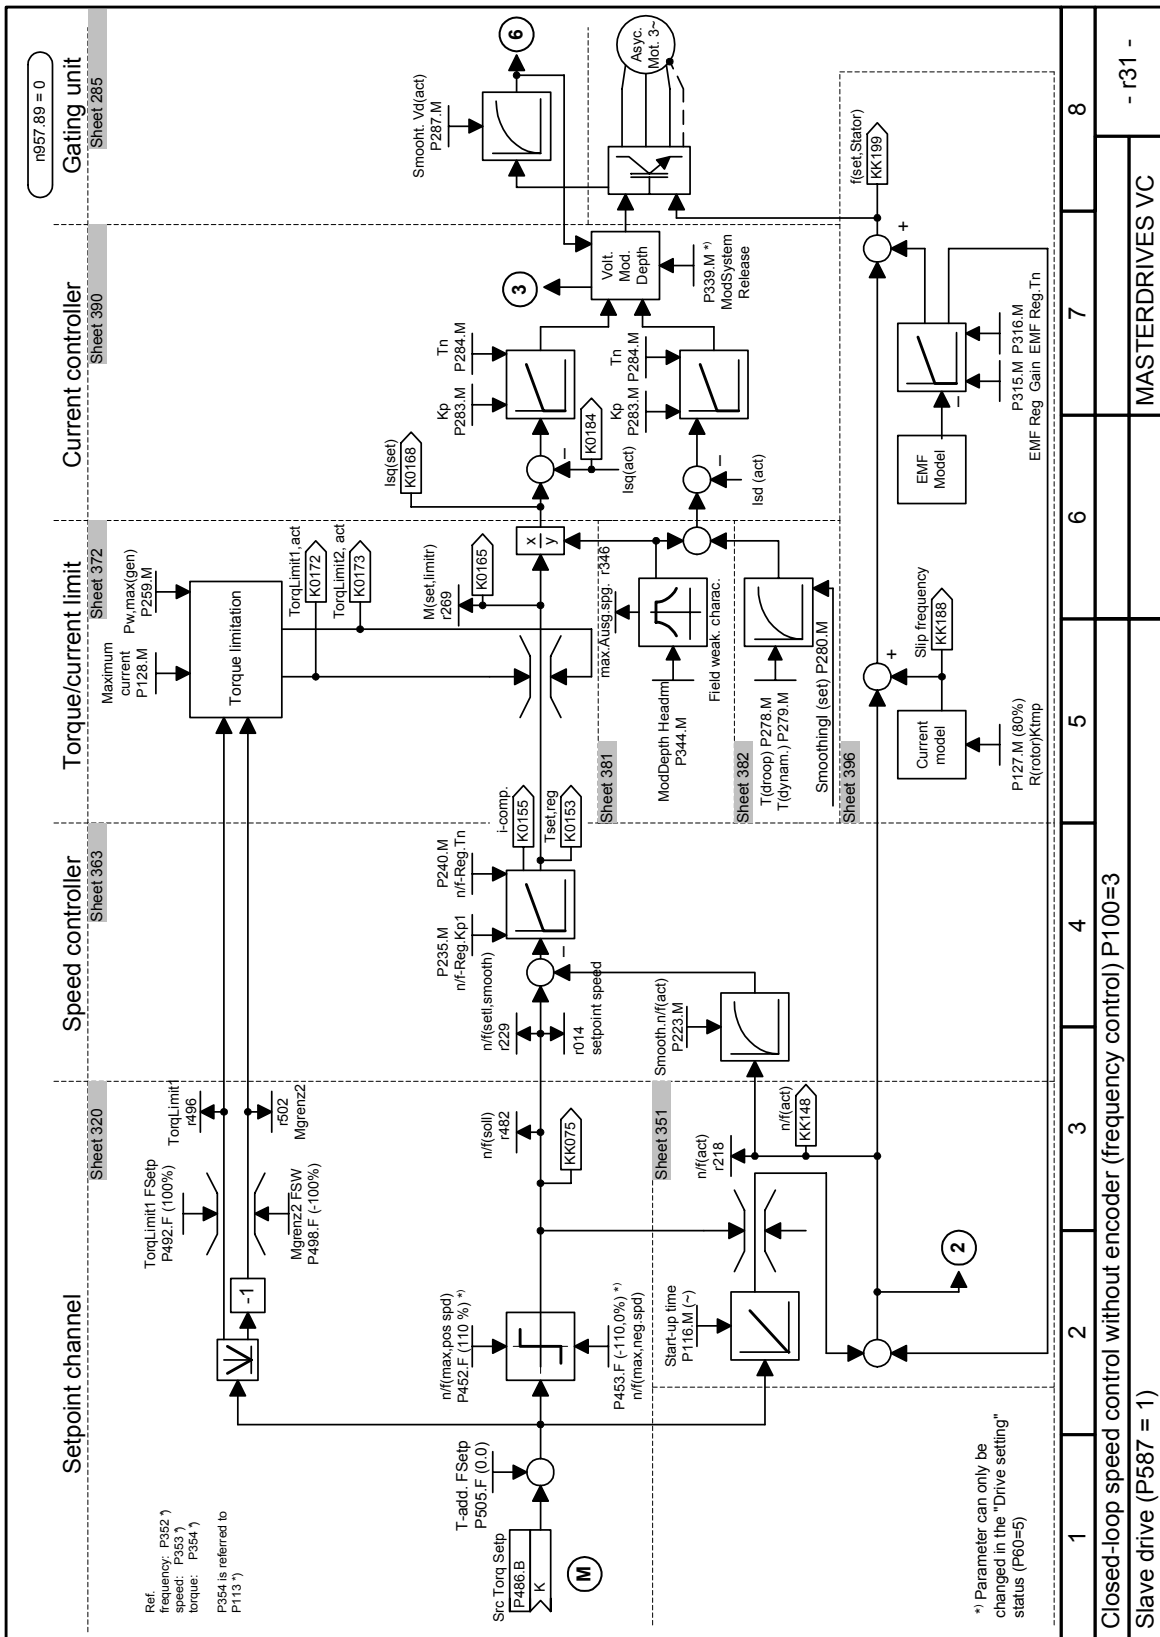 n957.89 = 0
Setpoint channel
Speed controller
Torque/current limit
Current controller
Gating unit
Sheet 320
Sheet 363
Sheet 372
Sheet 390
Sheet 285
Ref.
frequency: P352 *)
speed: P353 *)
torque: P354 *)
P354 is referred to
P113 *)
TorqLimit1 FSetp
P492.F (100%)
TorqLimit1
r496
-1
Mgrenz2 FSW
P498.F (-100%)
r502
Mgrenz2
Maximum
current
P128.M
Pw,max(gen)
P259.M
Torque limitation
TorqLimit1,act
K0172
TorqLimit2, act
K0173
Smooht. Vd(act)
P287.M
6
Asyc.
Mot. 3~
Src Torq Setp
P486.B
K
M
T-add. FSetp
P505.F (0.0)
n/f(max,pos spd)
P452.F (110 %) *)
P453.F (-110,0%) *)
n/f(max,neg.spd)
n/f(soll)
r482
KK075
n/f(setl,smooth)
r229
r014
setpoint speed
P235.M
n/f-Reg.Kp1
P240.M
n/f-Reg.Tn
i-comp.
K0155
Tset,reg
K0153
M(set,limitr)
r269
K0165
x
y
Isq(set)
K0168
Isq(act)
K0184
Kp
P283.M
Tn
P284.M
3
Volt.
Mod.
Depth
P339.M *)
ModSystem
Release
Sheet 381
max.Ausg.spg. r346
ModDepth Headrm
P344.M
Field weak. charac.
Isd (act)
Kp
P283.M
Tn
P284.M
Sheet 382
T(droop) P278.M
T(dynam.) P279.M
SmoothingI (set) P280.M
Sheet 351
Start-up time
P116.M (~)
Smooth.n/f(act)
P223.M
n/f(act)
r218
n/f(act)
KK148
2
Sheet 396
Current
model
P127.M (80%)
R(rotor)Ktmp
Slip frequency
KK188
EMF
Model
P315.M P316.M
EMF Reg Gain EMF Reg.Tn
f(set,Stator)
KK199
+
+
−
−
−
−
*) Parameter can only be
changed in the "Drive setting"
status (P60=5)
1
2
3
4
5
6
7
8
Closed-loop speed control without encoder (frequency control) P100=3
Slave drive (P587 = 1)
MASTERDRIVES VC
- r31 -